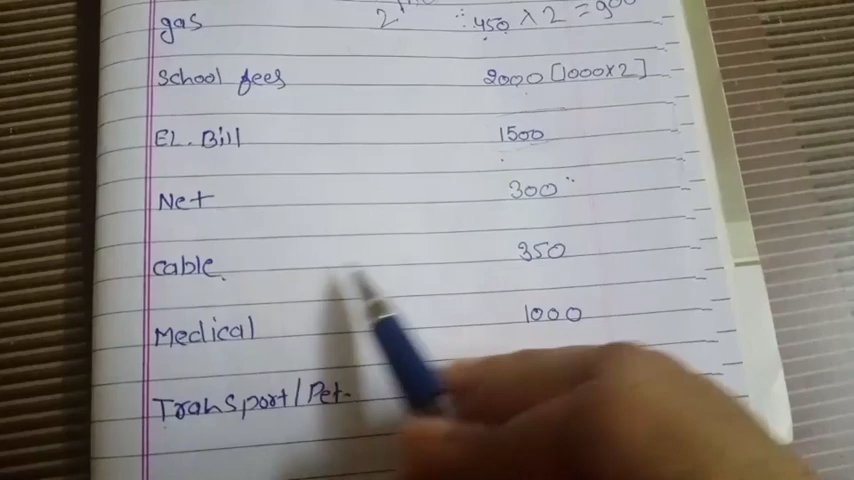 gas 450 x 2 = 900
School fees 2000 [1000x2]
EL. Bill 1500
Net 300
cable 350
Medical 1000
Transport/Pet.